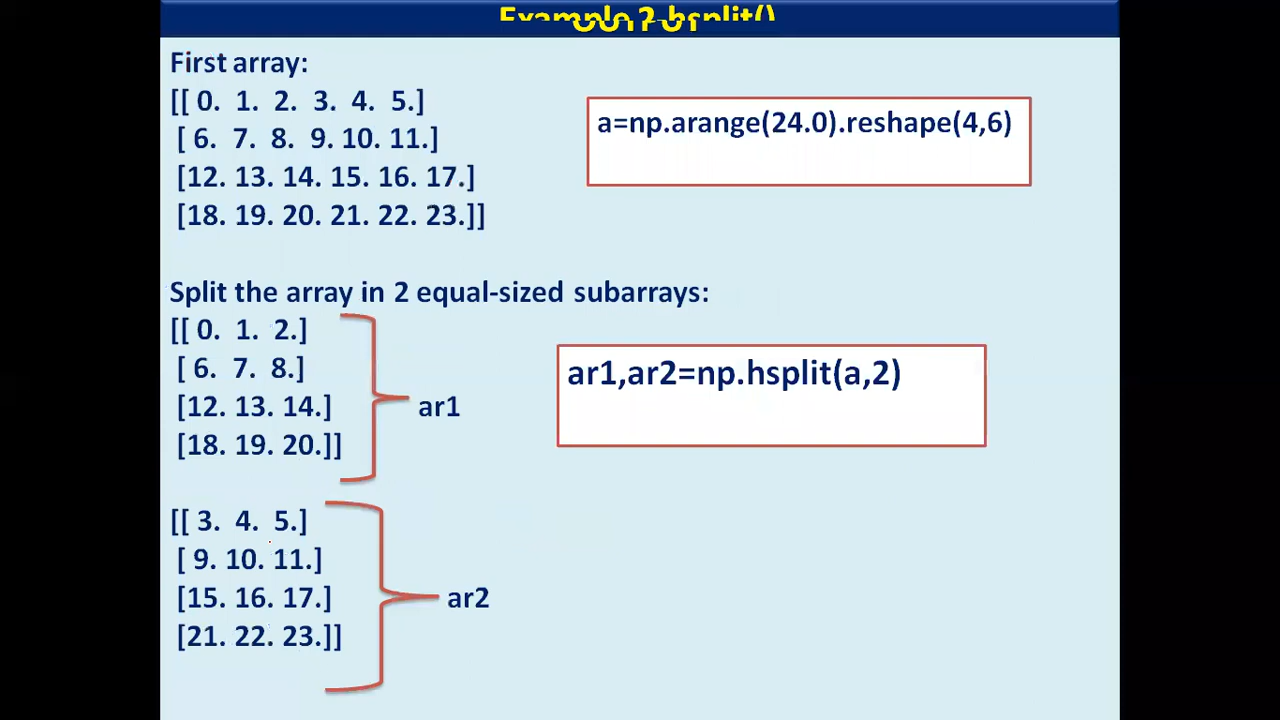 Example 2 hsplit()
First array:
[[ 0. 1. 2. 3. 4. 5.]
[ 6. 7. 8. 9. 10. 11.]
[12. 13. 14. 15. 16. 17.]
[18. 19. 20. 21. 22. 23.]]
a=np.arange(24.0).reshape(4,6)
Split the array in 2 equal-sized subarrays:
[[ 0. 1. 2.]
[ 6. 7. 8.]
[12. 13. 14.]
[18. 19. 20.]]
ar1
ar1,ar2=np.hsplit(a,2)
[[ 3. 4. 5.]
[ 9. 10. 11.]
[15. 16. 17.]
[21. 22. 23.]]
ar2